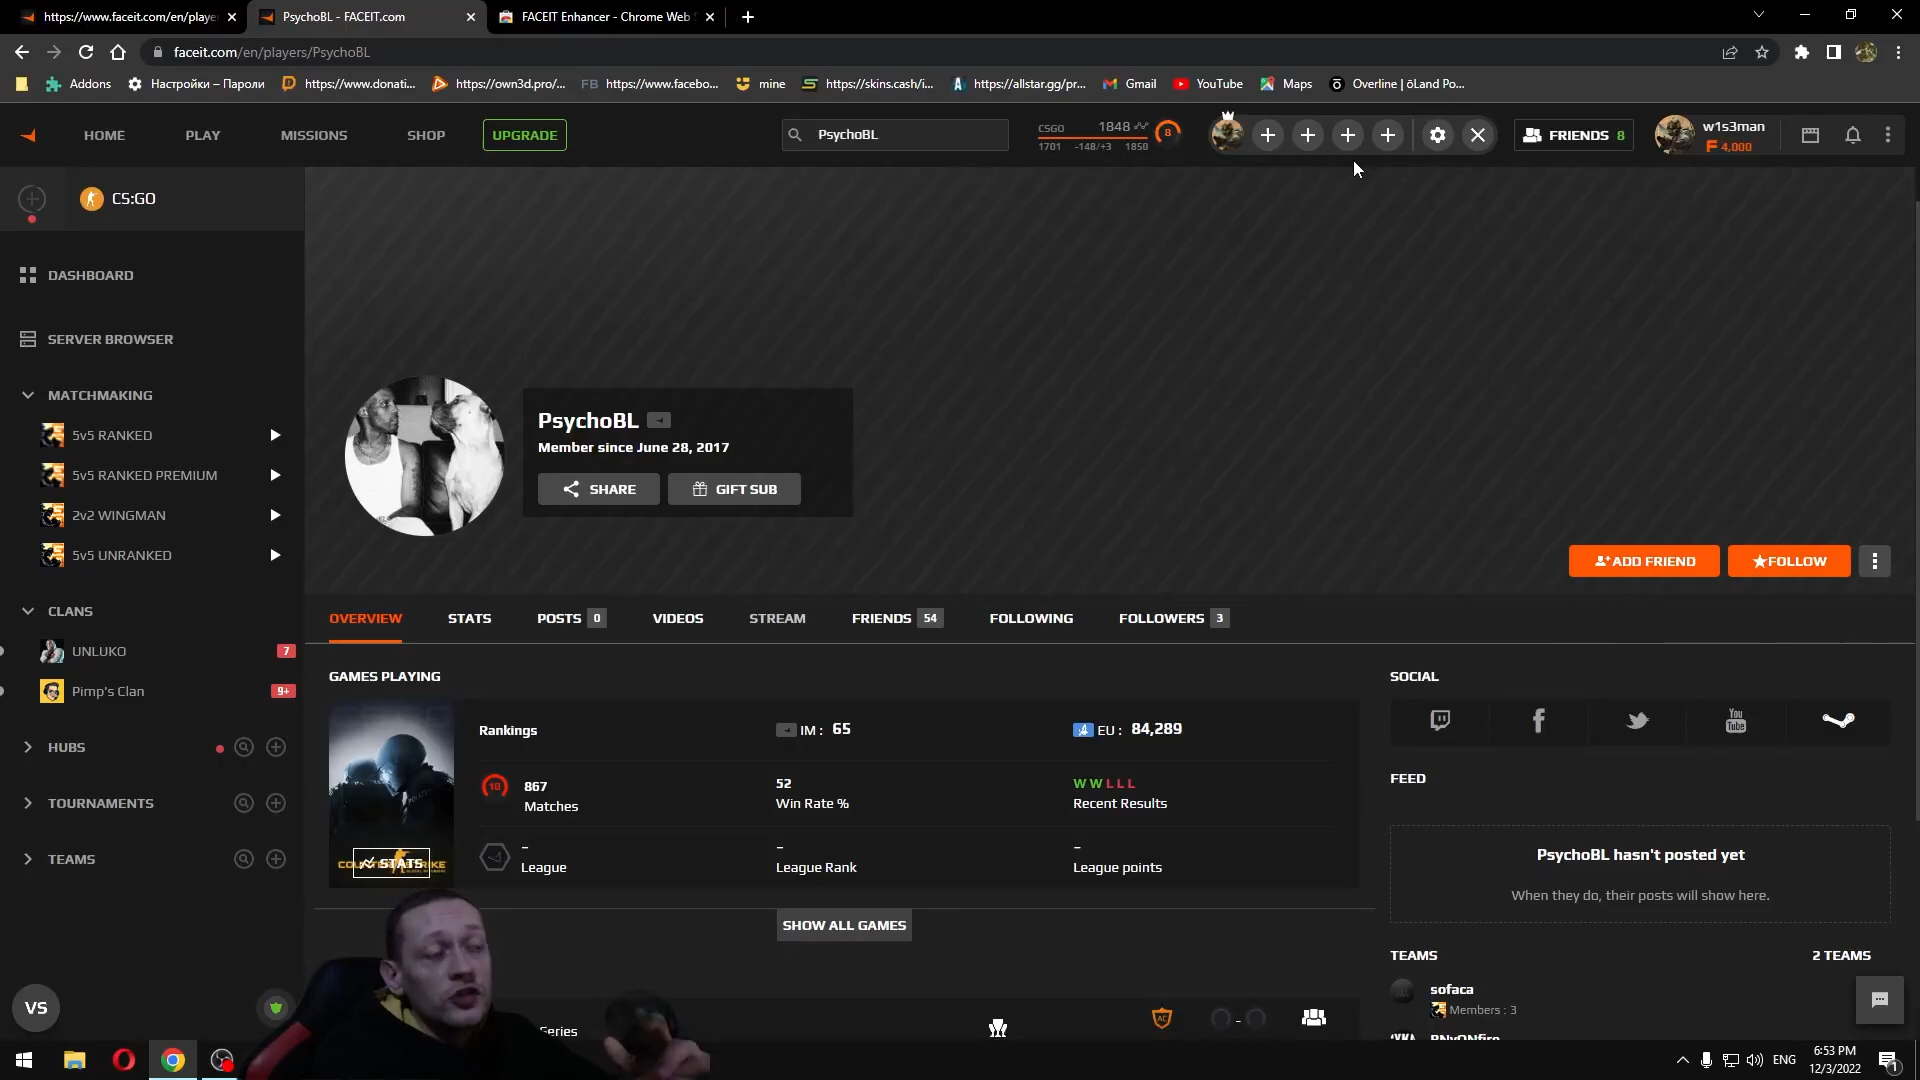 https://www.faceit.com/en/playe
PsychoBL - FACEIT.com
FACEIT Enhancer - Chrome Web S
faceit.com/en/players/PsychoBL
Addons
Настройки – Пароли
https://www.donati...
https://own3d.pro/...
FB https://www.facebo...
mine
https://skins.cash/i...
https://allstar.gg/pr...
Gmail
YouTube
Maps
Overline | ōLand Po...
HOME
PLAY
MISSIONS
SHOP
UPGRADE
PsychoBL
CSGO 1848
1701 -148/+3 1850
8
FRIENDS 8
w1s3man
4,000
CS:GO
DASHBOARD
SERVER BROWSER
MATCHMAKING
5v5 RANKED
5v5 RANKED PREMIUM
2v2 WINGMAN
5v5 UNRANKED
CLANS
UNLUKO 7
Pimp's Clan 9+
HUBS
TOURNAMENTS
TEAMS
VS
PsychoBL
Member since June 28, 2017
SHARE
GIFT SUB
ADD FRIEND
FOLLOW
OVERVIEW
STATS
POSTS 0
VIDEOS
STREAM
FRIENDS 54
FOLLOWING
FOLLOWERS 3
GAMES PLAYING
Rankings
IM : 65
EU : 84,289
10
867
Matches
52
Win Rate %
W W L L L
Recent Results
STATS
–
League
–
League Rank
–
League points
SHOW ALL GAMES
Series
AC
-
SOCIAL
You
Tube
FEED
PsychoBL hasn't posted yet
When they do, their posts will show here.
TEAMS
2 TEAMS
sofaca
Members : 3
ENG
6:53 PM
12/3/2022
1